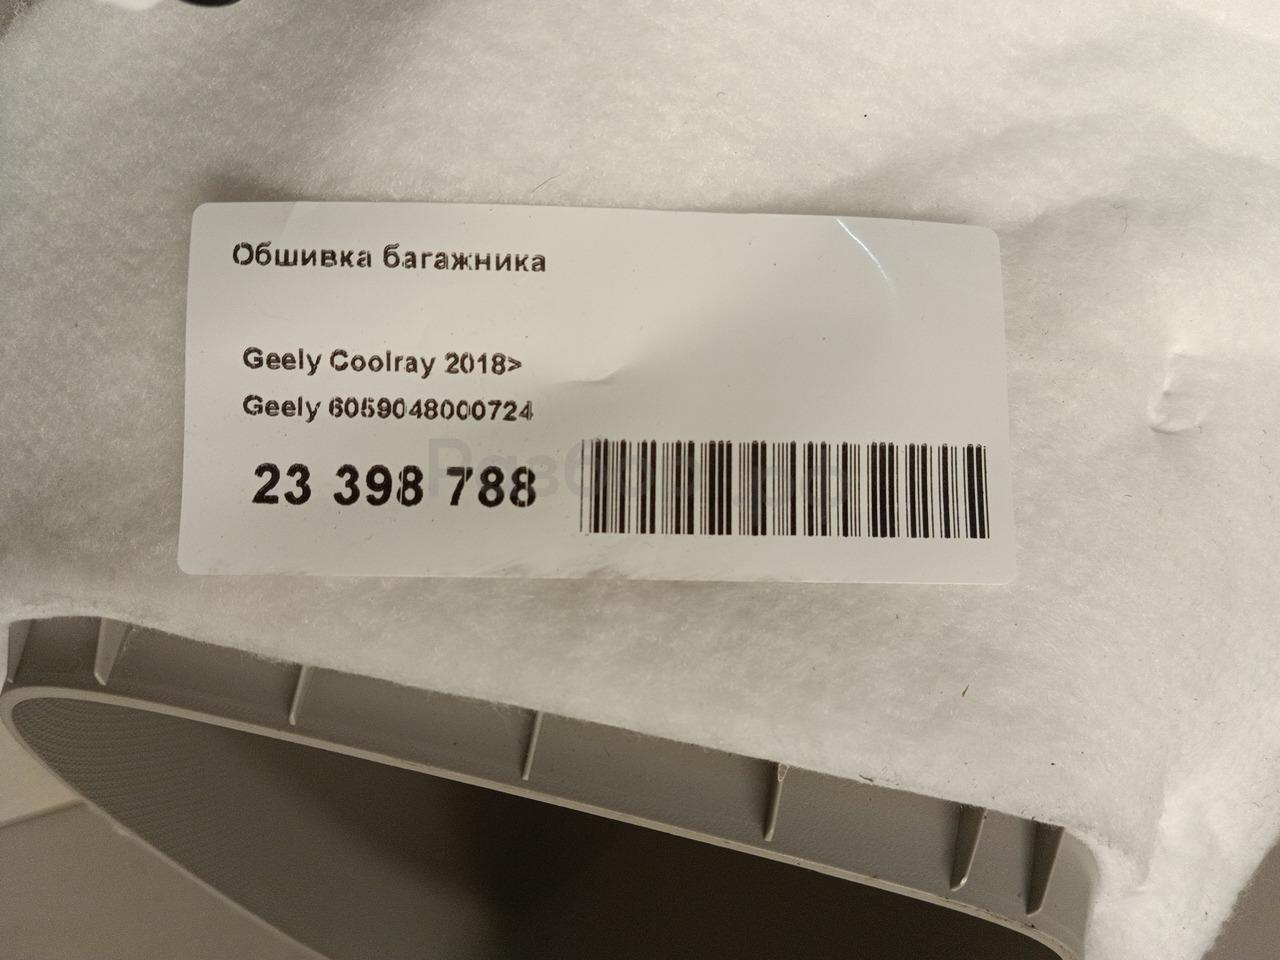 Обшивка багажника
Geely Coolray 2018>
Geely 6059048000724
23 398 788